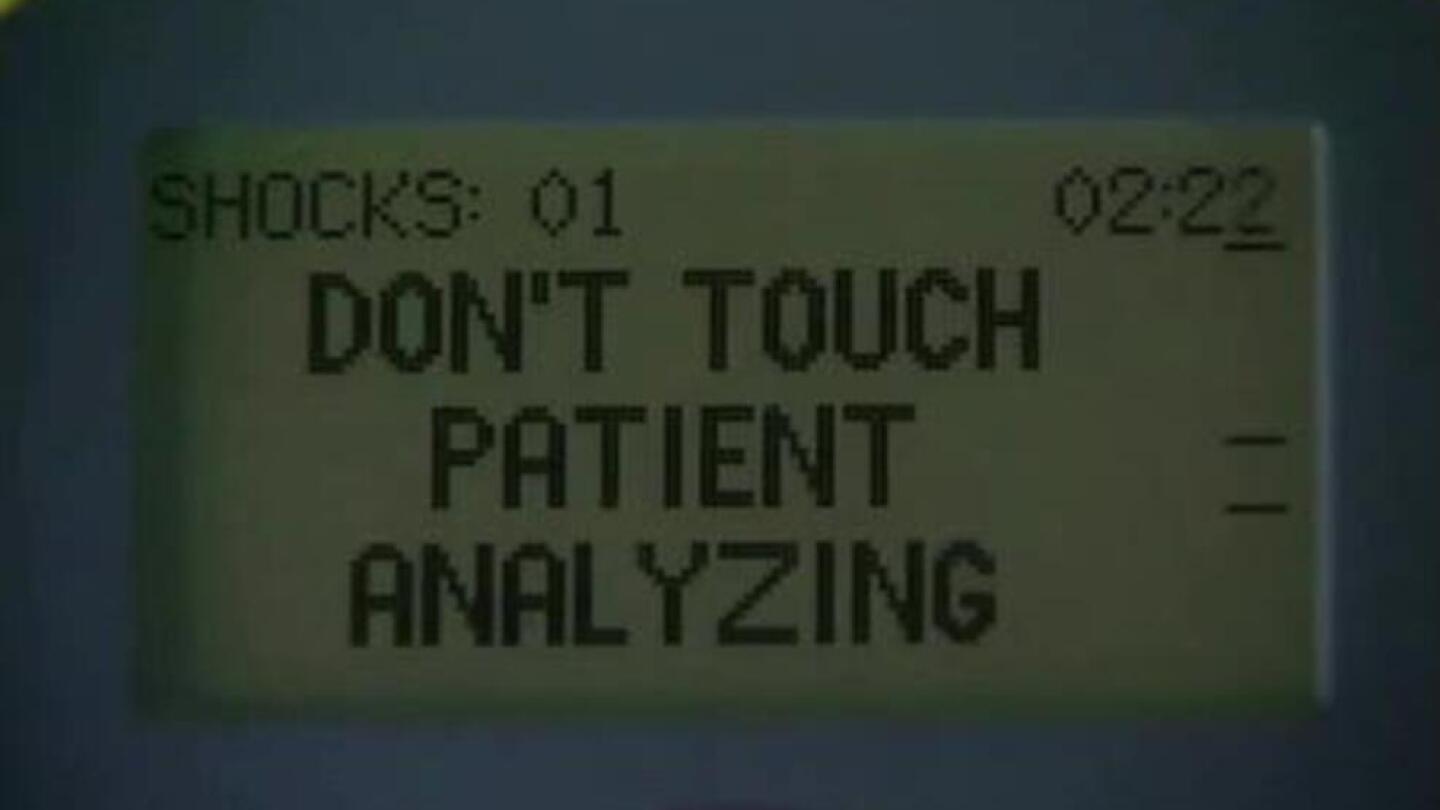 SHOCKS: 01 02:22
DON'T TOUCH
PATIENT
ANALYZING